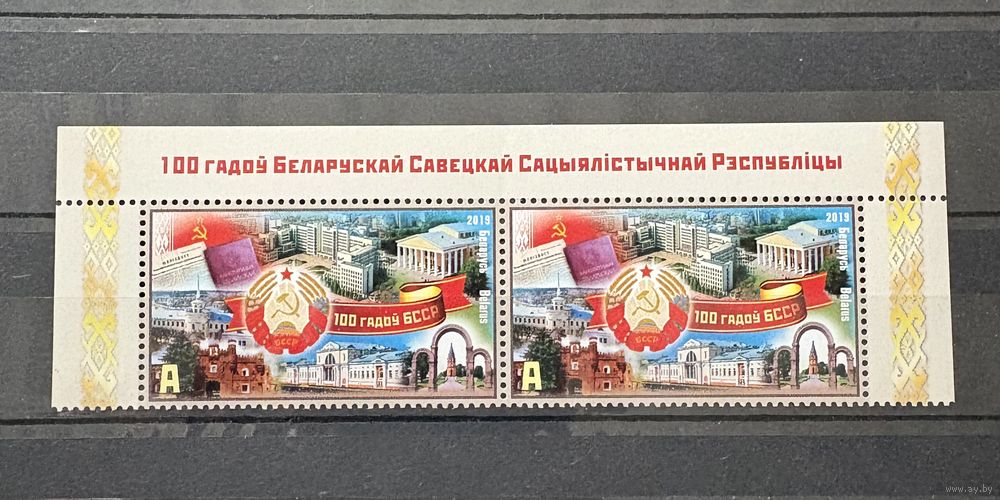 100 гадоў Беларускай Савецкай Сацыялістычнай Рэспублікі
2019
Беларусь Belarus
100 ГАДОЎ БССР
БССР
A
2019
Беларусь Belarus
100 ГАДОЎ БССР
БССР
A
www.ay.by